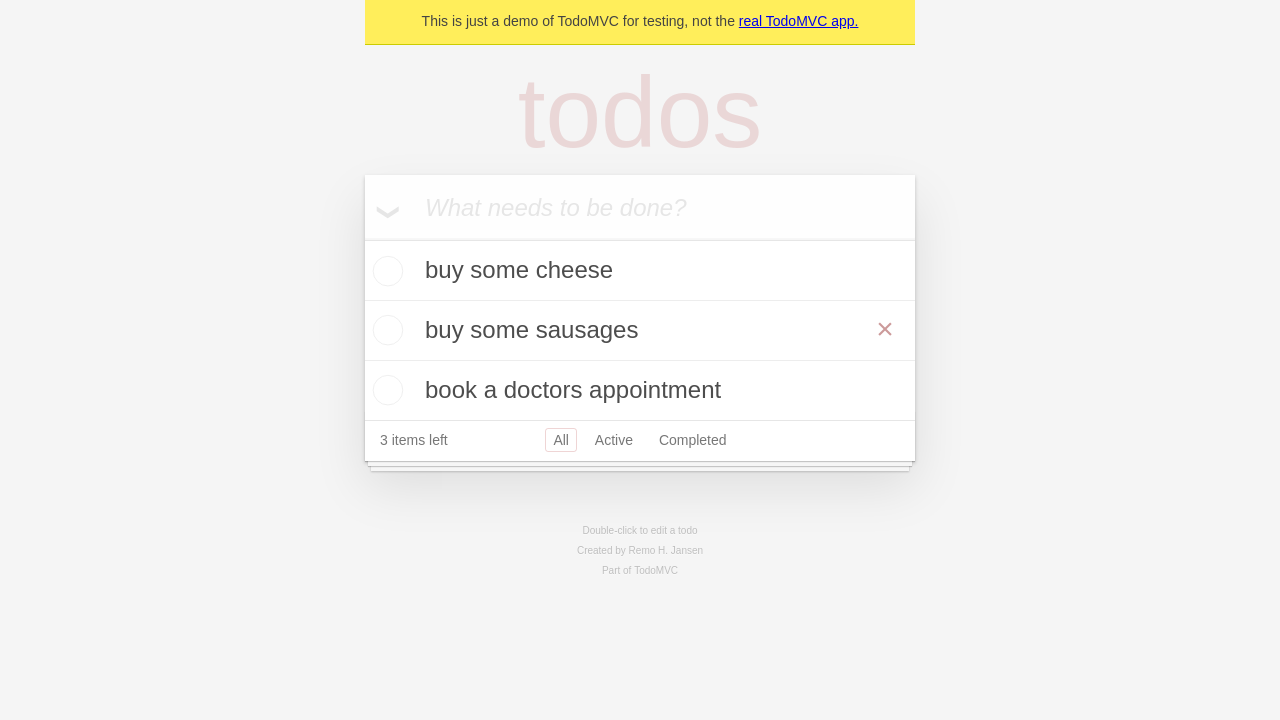 This is just a demo of TodoMVC for testing, not the real TodoMVC app.
todos
What needs to be done?
buy some cheese
buy some sausages
book a doctors appointment
3 items left All Active Completed
Double-click to edit a todo
Created by Remo H. Jansen
Part of TodoMVC